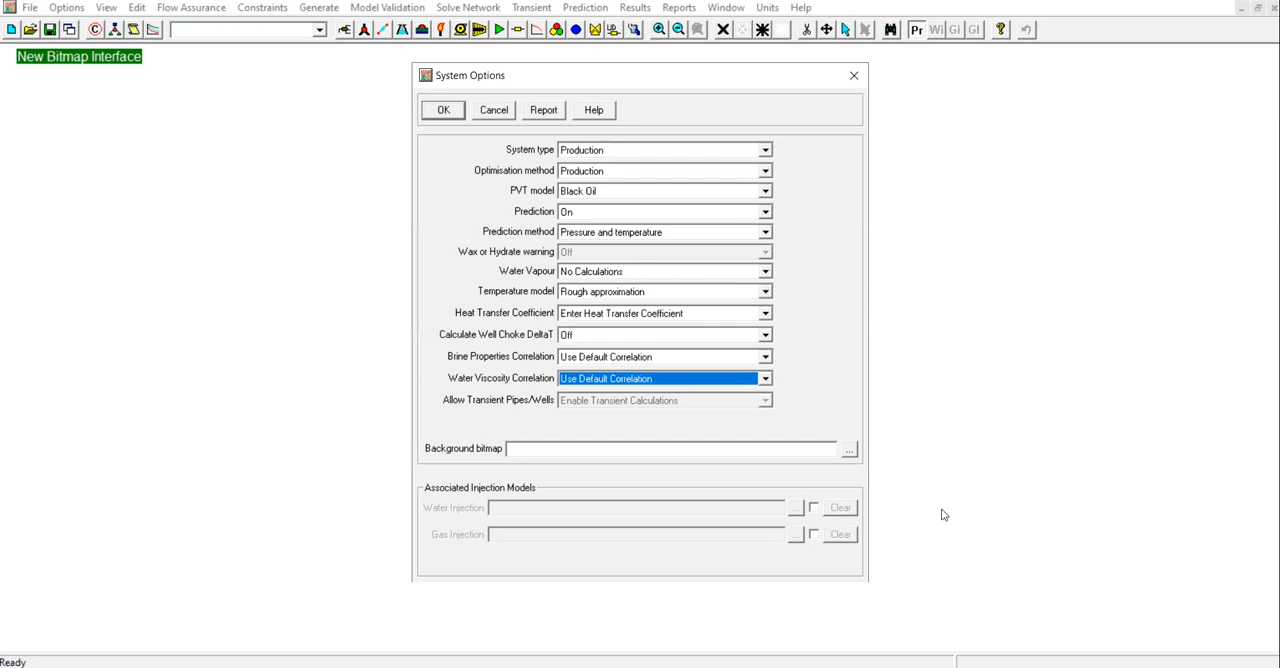 File Options View Edit Flow Assurance Constraints Generate Model Validation Solve Network Transient Prediction Results Reports Window Units Help
Pr Wi Gi Gl
New Bitmap Interface
System Options
OK Cancel Report Help
System type Production
Optimisation method Production
PVT model Black Oil
Prediction On
Prediction method Pressure and temperature
Wax or Hydrate warning Off
Water Vapour No Calculations
Temperature model Rough approximation
Heat Transfer Coefficient Enter Heat Transfer Coefficient
Calculate Well Choke DeltaT Off
Brine Properties Correlation Use Default Correlation
Water Viscosity Correlation Use Default Correlation
Allow Transient Pipes/Wells Enable Transient Calculations
Background bitmap ...
Associated Injection Models
Water Injection ... Clear
Gas Injection ... Clear
Ready